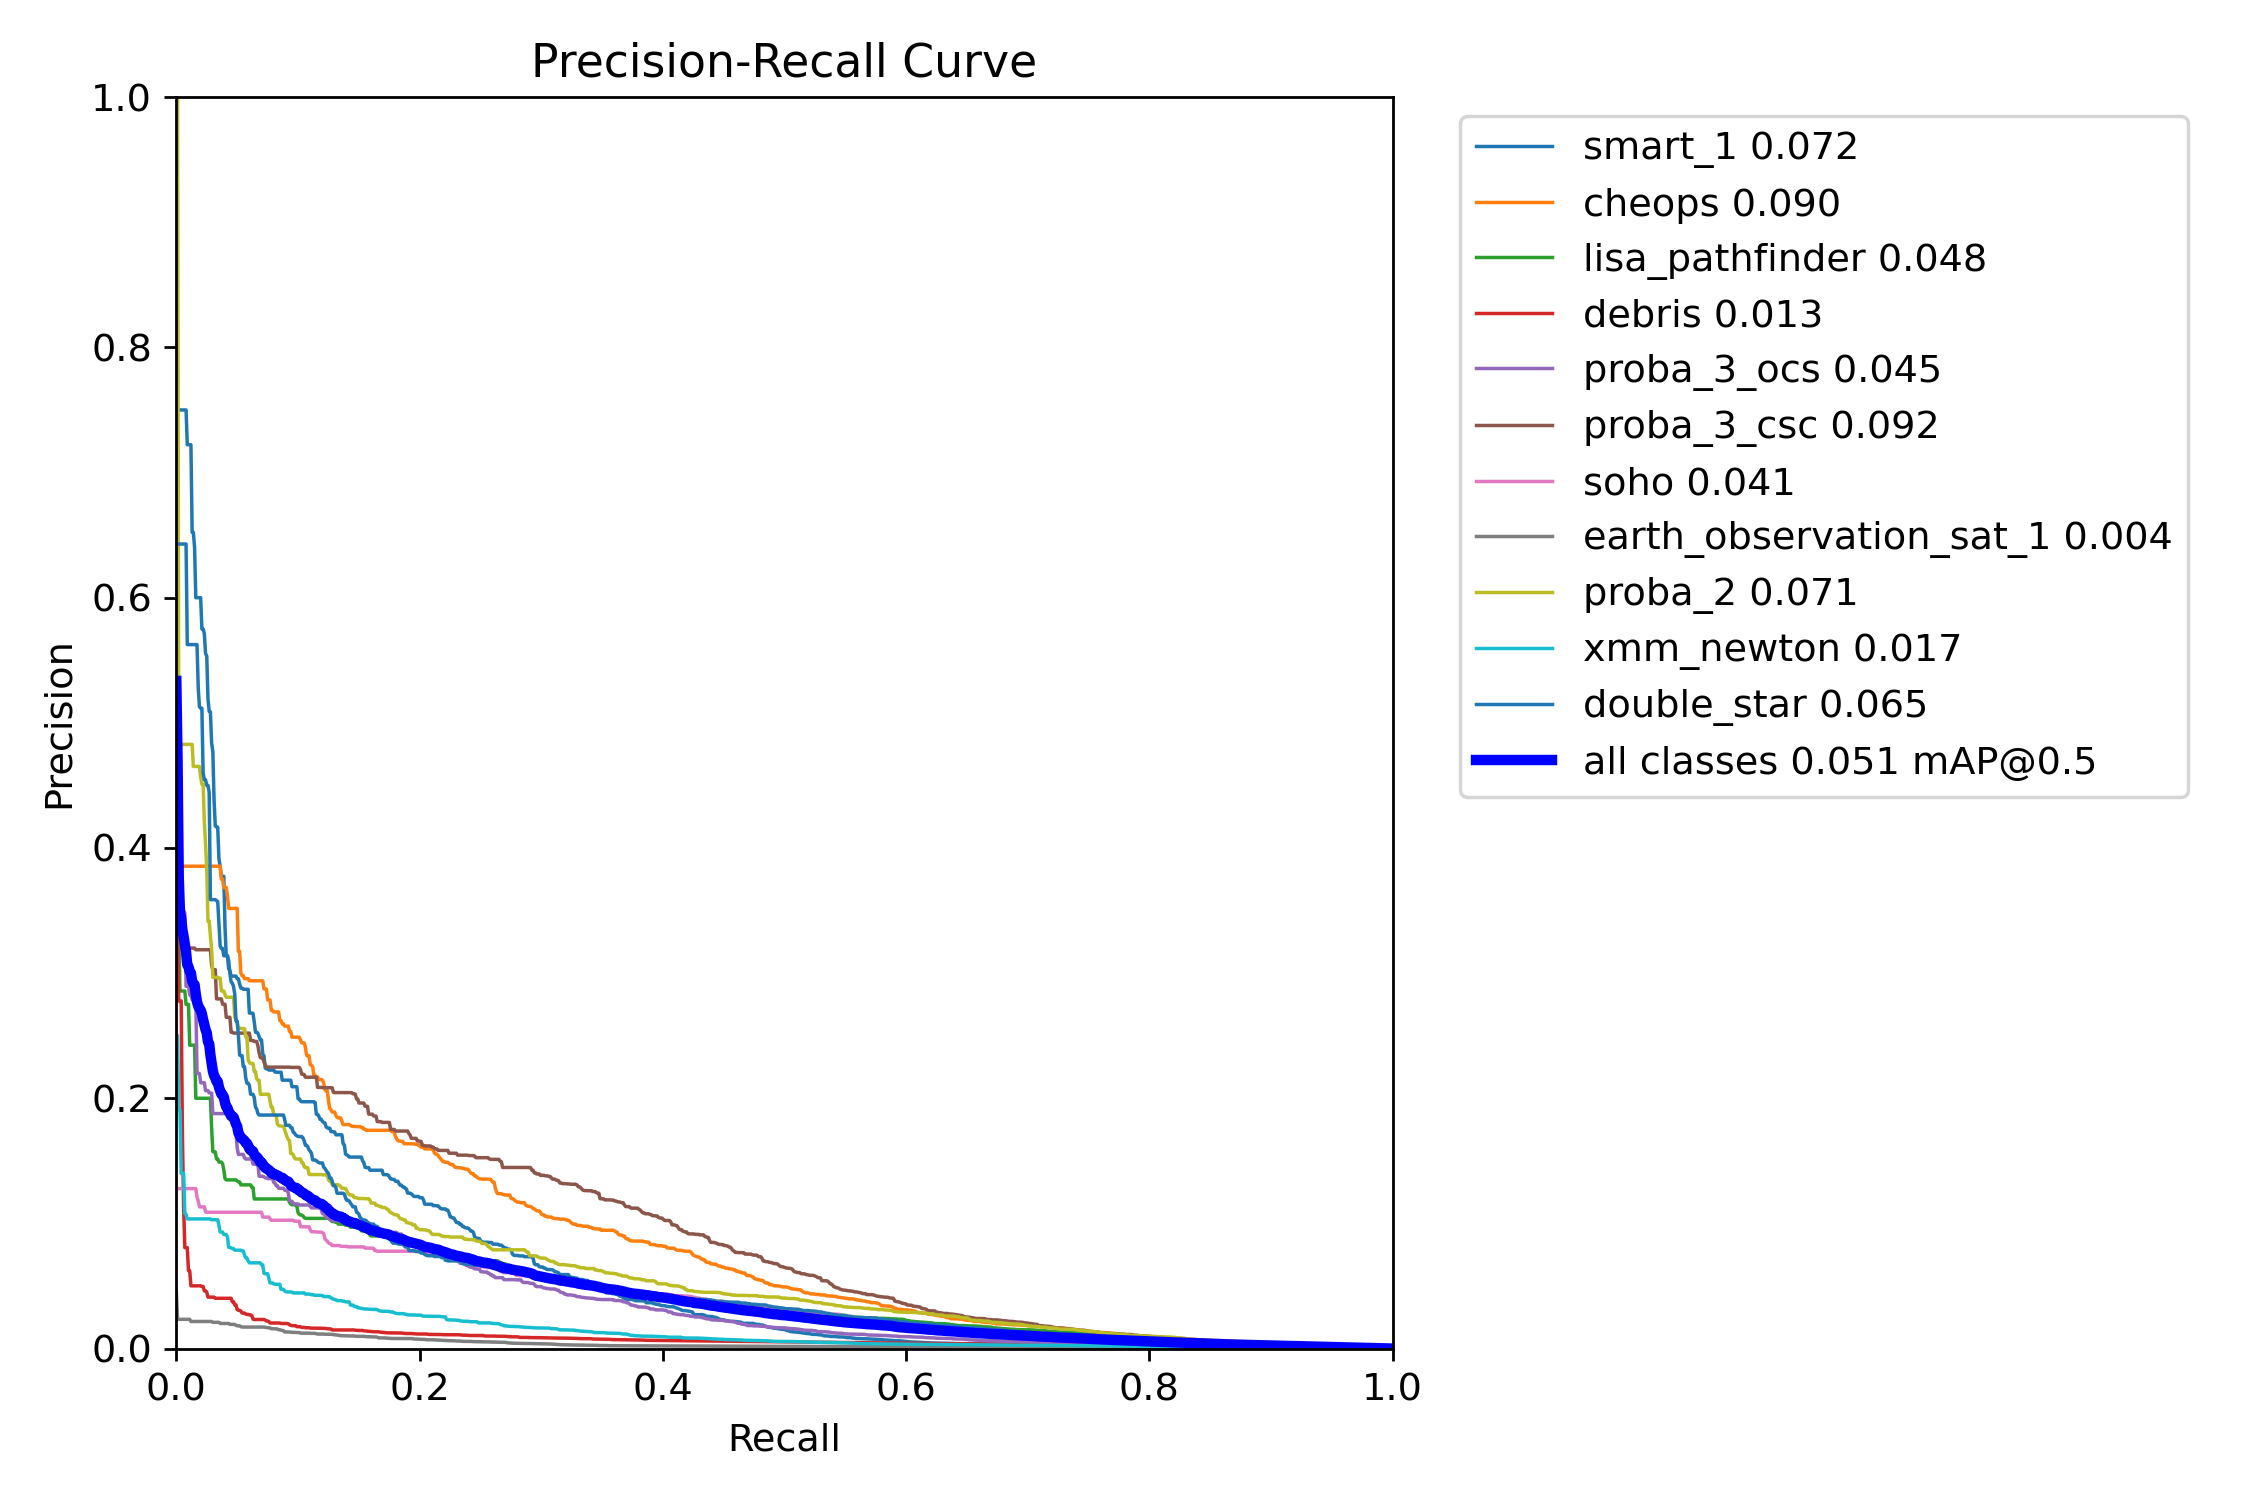 Precision-Recall Curve
1.0
0.8
0.6
0.4
0.2
0.0
Precision
0.0 0.2 0.4 0.6 0.8 1.0
Recall
smart_1 0.072
cheops 0.090
lisa_pathfinder 0.048
debris 0.013
proba_3_ocs 0.045
proba_3_csc 0.092
soho 0.041
earth_observation_sat_1 0.004
proba_2 0.071
xmm_newton 0.017
double_star 0.065
all classes 0.051 mAP@0.5